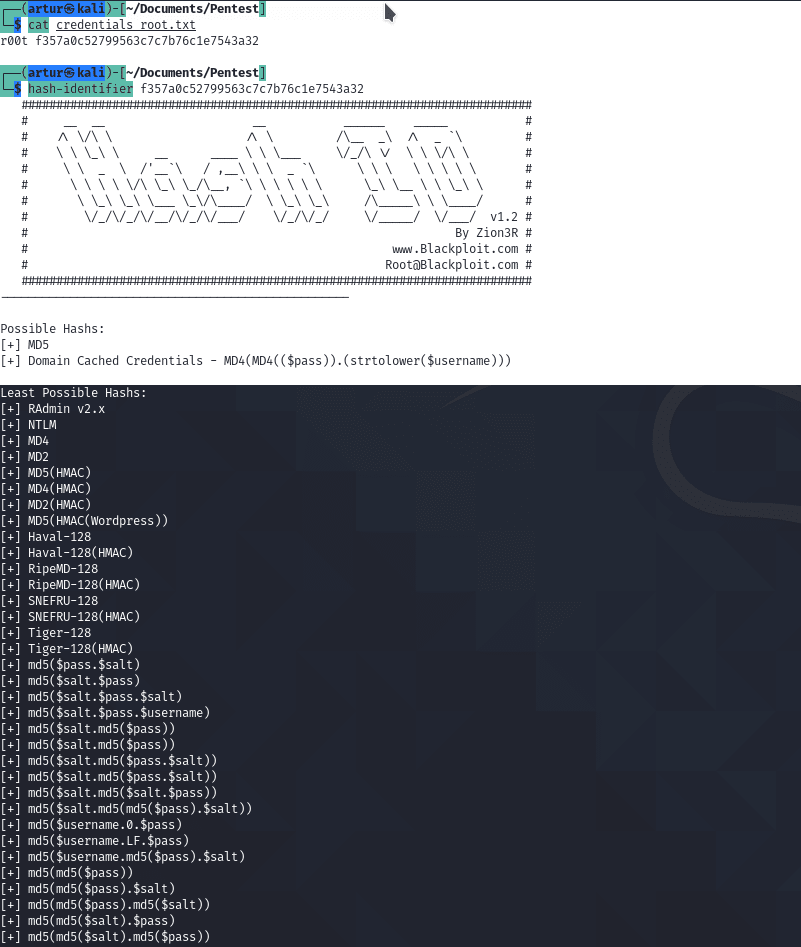 ┌──(artur㉿kali)-[~/Documents/Pentest]
└─$ cat credentials_root.txt
r00t f357a0c52799563c7c7b76c1e7543a32
┌──(artur㉿kali)-[~/Documents/Pentest]
└─$ hash-identifier f357a0c52799563c7c7b76c1e7543a32
v1.2 #
# By Zion3R #
# www.Blackploit.com #
# Root@Blackploit.com #
Possible Hashs:
[+] MD5
[+] Domain Cached Credentials - MD4(MD4(($pass)).(strtolower($username)))
Least Possible Hashs:
[+] RAdmin v2.x
[+] NTLM
[+] MD4
[+] MD2
[+] MD5(HMAC)
[+] MD4(HMAC)
[+] MD2(HMAC)
[+] MD5(HMAC(Wordpress))
[+] Haval-128
[+] Haval-128(HMAC)
[+] RipeMD-128
[+] RipeMD-128(HMAC)
[+] SNEFRU-128
[+] SNEFRU-128(HMAC)
[+] Tiger-128
[+] Tiger-128(HMAC)
[+] md5($pass.$salt)
[+] md5($salt.$pass)
[+] md5($salt.$pass.$salt)
[+] md5($salt.$pass.$username)
[+] md5($salt.md5($pass))
[+] md5($salt.md5($pass))
[+] md5($salt.md5($pass.$salt))
[+] md5($salt.md5($pass.$salt))
[+] md5($salt.md5($salt.$pass))
[+] md5($salt.md5(md5($pass).$salt))
[+] md5($username.0.$pass)
[+] md5($username.LF.$pass)
[+] md5($username.md5($pass).$salt)
[+] md5(md5($pass))
[+] md5(md5($pass).$salt)
[+] md5(md5($pass).md5($salt))
[+] md5(md5($salt).$pass)
[+] md5(md5($salt).md5($pass))